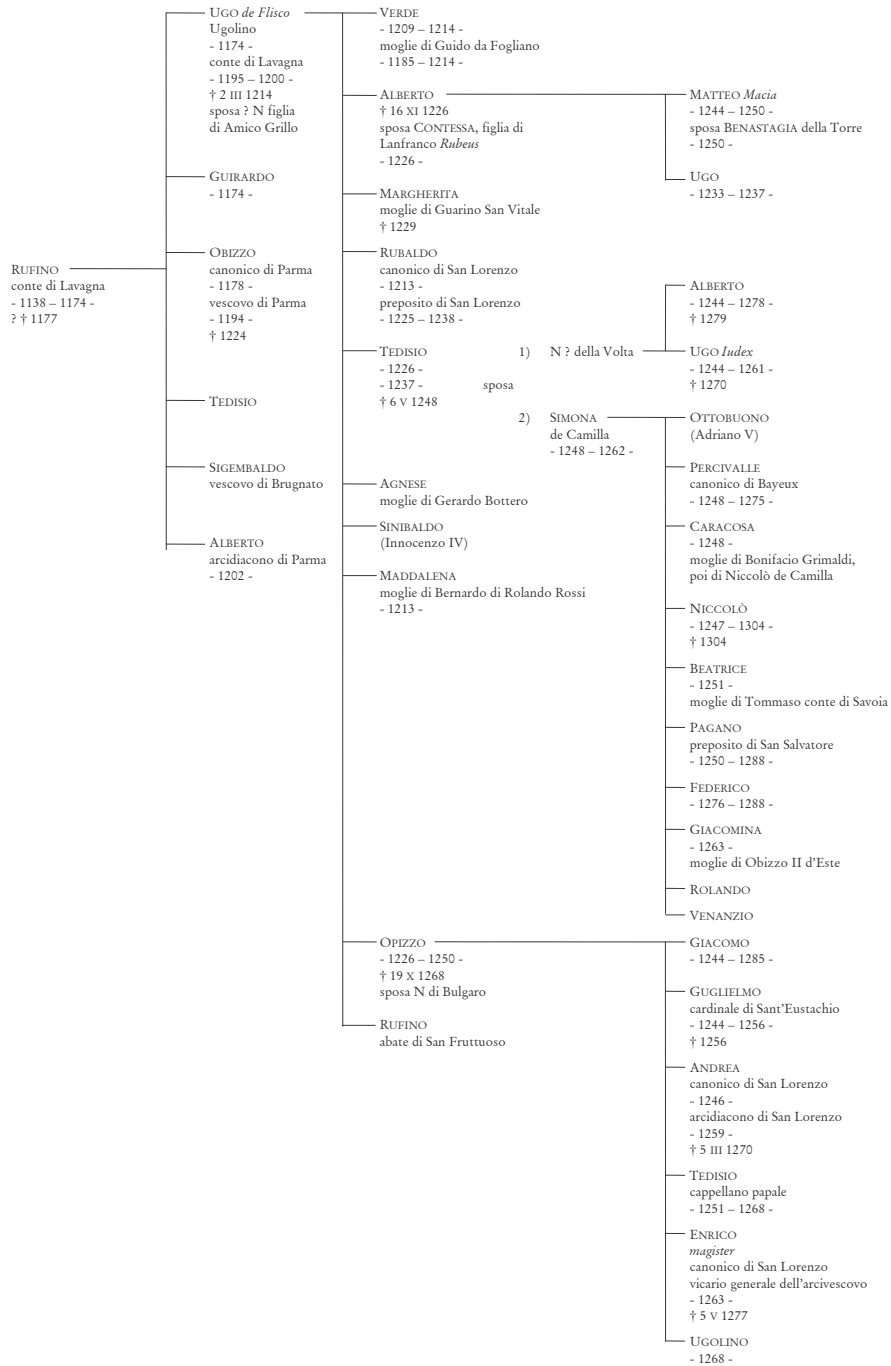 RUFINO
conte di Lavagna
- 1138 – 1174 -
? † 1177
UGO de Flisco
Ugolino
- 1174 -
conte di Lavagna
- 1195 – 1200 -
† 2 III 1214
sposa ? N figlia
di Amico Grillo
GUIRARDO
- 1174 -
OBIZZO
canonico di Parma
- 1178 -
vescovo di Parma
- 1194 -
† 1224
TEDISIO
SIGEMBALDO
vescovo di Brugnato
ALBERTO
arcidiacono di Parma
- 1202 -
VERDE
- 1209 – 1214 -
moglie di Guido da Fogliano
- 1185 – 1214 -
ALBERTO
† 16 XI 1226
sposa CONTESSA, figlia di
Lanfranco Rubeus
- 1226 -
MARGHERITA
moglie di Guarino San Vitale
† 1229
RUBALDO
canonico di San Lorenzo
- 1213 -
preposito di San Lorenzo
- 1225 – 1238 -
TEDISIO
- 1226 -
- 1237 - sposa
† 6 V 1248
1) N ? della Volta
2) SIMONA
de Camilla
- 1248 – 1262 -
AGNESE
moglie di Gerardo Bottero
SINIBALDO
(Innocenzo IV)
MADDALENA
moglie di Bernardo di Rolando Rossi
- 1213 -
OPIZZO
- 1226 – 1250 -
† 19 X 1268
sposa N di Bulgaro
RUFINO
abate di San Fruttuoso
MATTEO Macia
- 1244 – 1250 -
sposa BENASTAGIA della Torre
- 1250 -
UGO
- 1233 – 1237 -
ALBERTO
- 1244 – 1278 -
† 1279
UGO Iudex
- 1244 – 1261 -
† 1270
OTTOBUONO
(Adriano V)
PERCIVALLE
canonico di Bayeux
- 1248 – 1275 -
CARACOSA
- 1248 -
moglie di Bonifacio Grimaldi,
poi di Niccolò de Camilla
NICCOLÒ
- 1247 – 1304 -
† 1304
BEATRICE
- 1251 -
moglie di Tommaso conte di Savoia
PAGANO
preposito di San Salvatore
- 1250 – 1288 -
FEDERICO
- 1276 – 1288 -
GIACOMINA
- 1263 -
moglie di Obizzo II d’Este
ROLANDO
VENANZIO
GIACOMO
- 1244 – 1285 -
GUGLIELMO
cardinale di Sant’Eustachio
- 1244 – 1256 -
† 1256
ANDREA
canonico di San Lorenzo
- 1246 -
arcidiacono di San Lorenzo
- 1259 -
† 5 III 1270
TEDISIO
cappellano papale
- 1251 – 1268 -
ENRICO
magister
canonico di San Lorenzo
vicario generale dell’arcivescovo
- 1263 -
† 5 V 1277
UGOLINO
- 1268 -